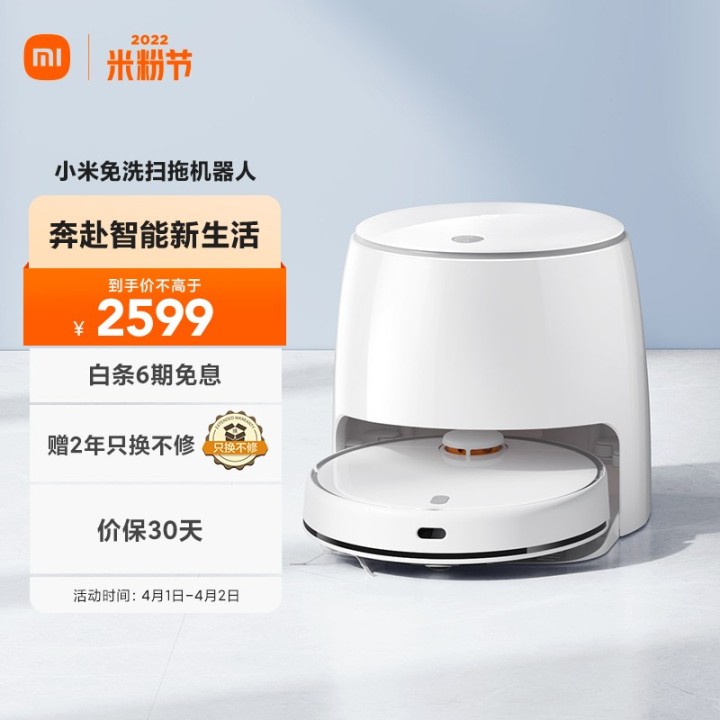 mi
2022
米粉节
小米免洗扫拖机器人
奔赴智能新生活
到手价不高于
¥2599
白条6期免息
赠2年只换不修
只换不修
价保30天
活动时间：4月1日-4月2日